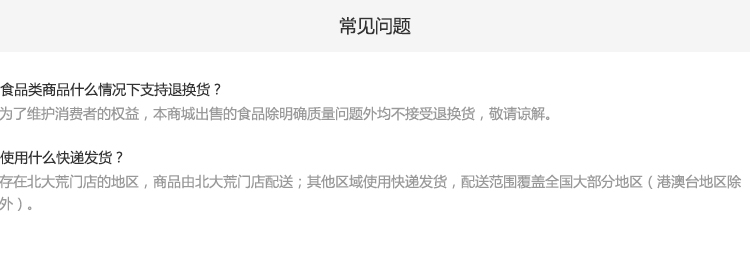 常见问题
食品类商品什么情况下支持退换货？
为了维护消费者的权益，本商城出售的食品除明确质量问题外均不接受退换货，敬请谅解。
使用什么快递发货？
存在北大荒门店的地区，商品由北大荒门店配送；其他区域使用快递发货，配送范围覆盖全国大部分地区（港澳台地区除
外）。